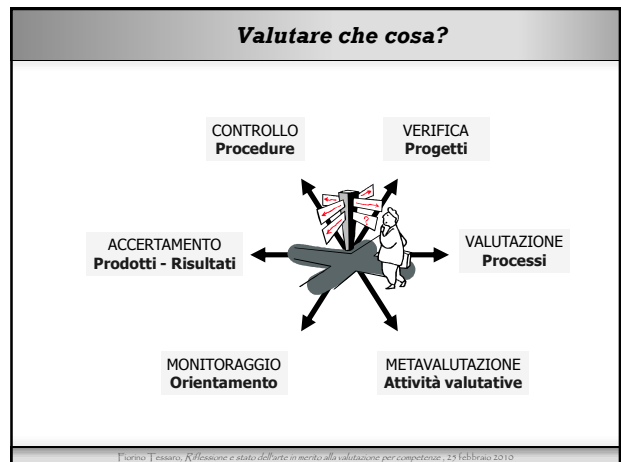 Valutare che cosa?
CONTROLLO
Procedure
VERIFICA
Progetti
ACCERTAMENTO
Prodotti - Risultati
VALUTAZIONE
Processi
?
MONITORAGGIO
Orientamento
METAVALUTAZIONE
Attività valutative
Fiorino Tessaro, Riflessione e stato dell'arte in merito alla valutazione per competenze , 25 febbraio 2010